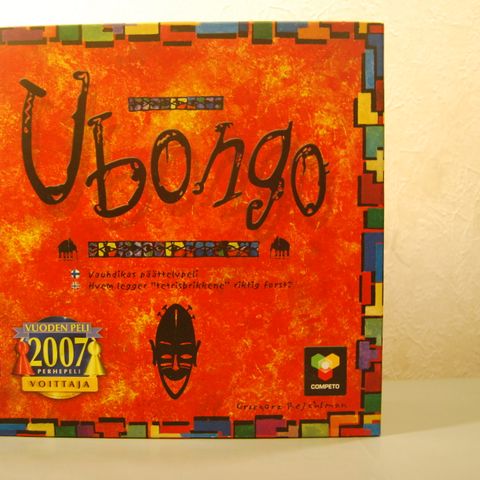 Ubongo
Vauhdikas päättelypeli
Hvem legger "tetrisbrikkene" riktig først?
VUODEN PELI
2007
PERHEPELI
VOITTAJA
COMPETO
Grzegorz Rejchtman